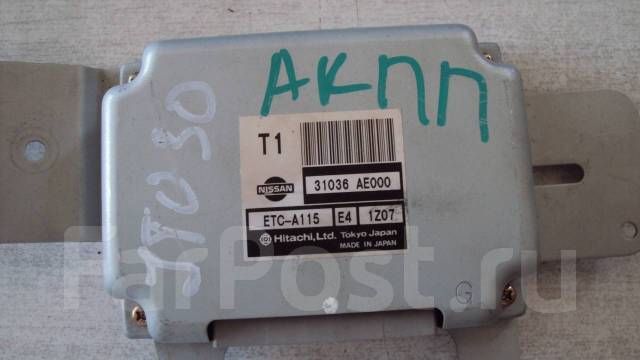 АКПП
T1
NISSAN
31036 AE000
ETC-A115 E4 1Z07
Hitachi, Ltd. Tokyo Japan
MADE IN JAPAN
G
FarPost.ru